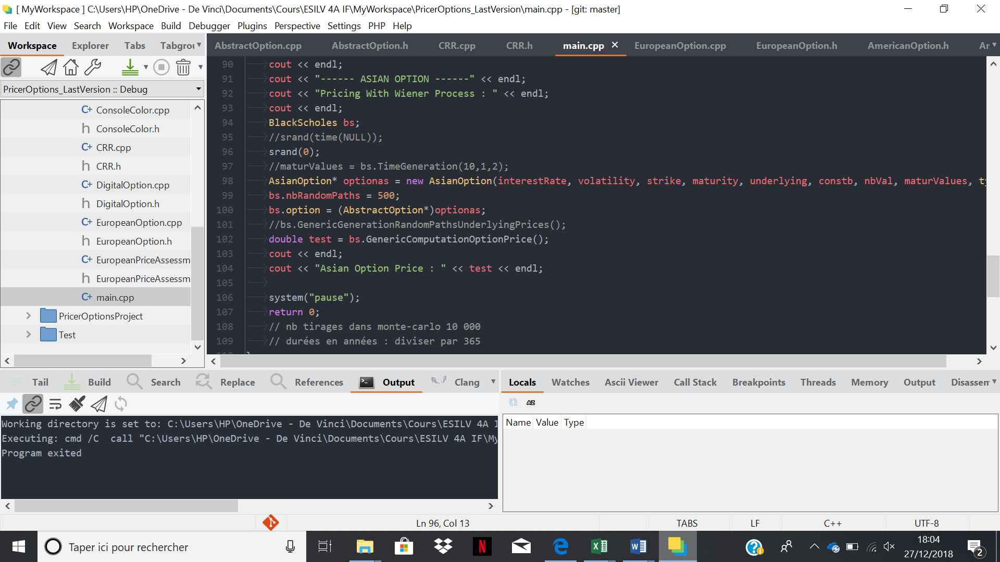 [ MyWorkspace ] C:\Users\HP\OneDrive - De Vinci\Documents\Cours\ESILV 4A IF\MyWorkspace\PricerOptions_LastVersion\main.cpp - [git: master]
File Edit View Search Workspace Build Debugger Plugins Perspective Settings PHP Help
Workspace Explorer Tabs Tabgrou
AbstractOption.cpp AbstractOption.h CRR.cpp CRR.h main.cpp EuropeanOption.cpp EuropeanOption.h AmericanOption.h
PricerOptions_LastVersion :: Debug
ConsoleColor.cpp
ConsoleColor.h
CRR.cpp
CRR.h
DigitalOption.cpp
DigitalOption.h
EuropeanOption.cpp
EuropeanOption.h
EuropeanPriceAssessm
EuropeanPriceAssessm
main.cpp
PricerOptionsProject
Test
90 cout << endl;
91 cout << "------ ASIAN OPTION ------" << endl;
92 cout << "Pricing With Wiener Process : " << endl;
93 cout << endl;
94 BlackScholes bs;
95 //srand(time(NULL));
96 srand(0);
97 //maturValues = bs.TimeGeneration(10,1,2);
98 AsianOption* optionas = new AsianOption(interestRate, volatility, strike, maturity, underlying, constb, nbVal, maturValues, ty
99 bs.nbRandomPaths = 500;
100 bs.option = (AbstractOption*)optionas;
101 //bs.GenericGenerationRandomPathsUnderlyingPrices();
102 double test = bs.GenericComputationOptionPrice();
103 cout << endl;
104 cout << "Asian Option Price : " << test << endl;
105
106 system("pause");
107 return 0;
108 // nb tirages dans monte-carlo 10 000
109 // durées en années : diviser par 365
Tail Build Search Replace References Output Clang
Working directory is set to: C:\Users\HP\OneDrive - De Vinci\Documents\Cours\ESILV 4A I
Executing: cmd /C call "C:\Users\HP\OneDrive - De Vinci\Documents\Cours\ESILV 4A IF\My
Program exited
Locals Watches Ascii Viewer Call Stack Breakpoints Threads Memory Output Disassem
Name Value Type
Ln 96, Col 13 TABS LF C++ UTF-8
Taper ici pour rechercher
18:04
27/12/2018
2